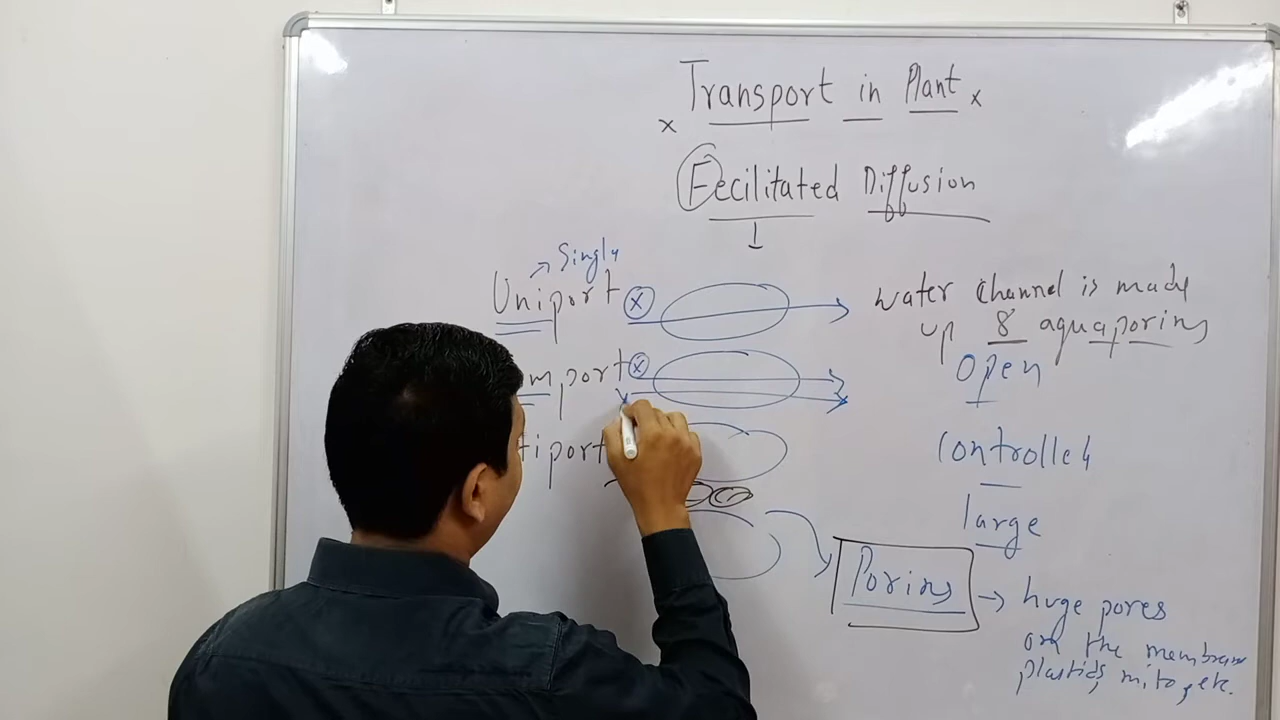 x Transport in Plant x
Fecilitated Diffusion
Singly
Uniport x
mport x
tiport
water channel is made
up 8 aquaporins
Open
Controlled
large
Porins → huge pores
on the membrane
plastids, mito, etc.